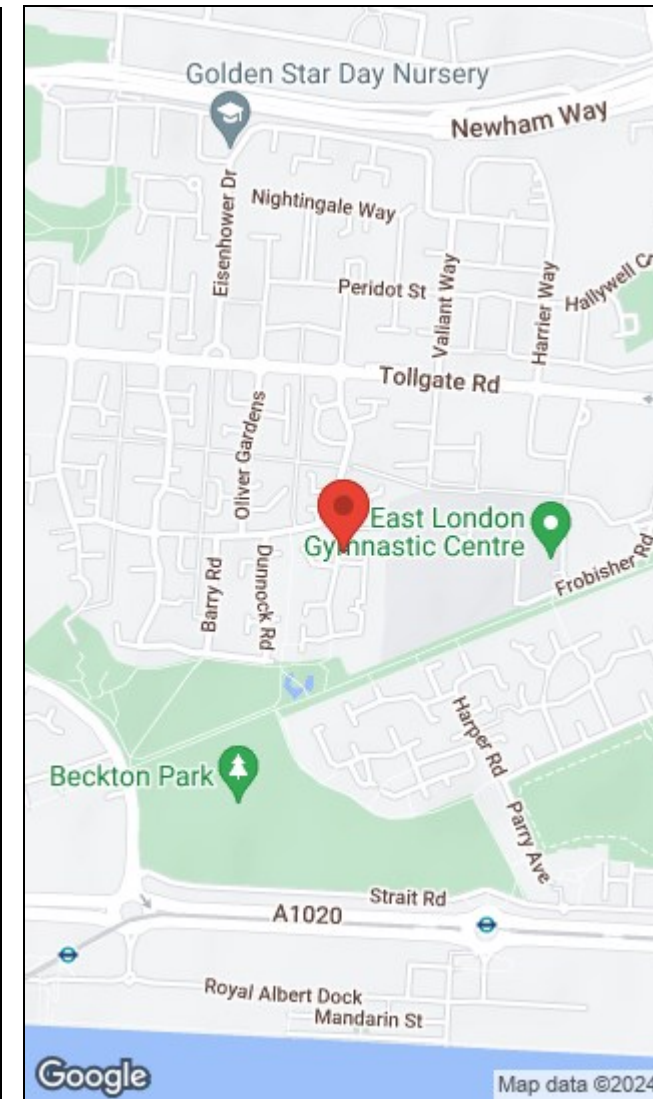 Golden Star Day Nursery
Newham Way
Eisenhower Dr
Nightingale Way
Peridot St
Valiant Way
Harrier Way
Hallywell Cr
Tollgate Rd
Oliver Gardens
East London
Gymnastic Centre
Barry Rd
Dunnock Rd
Frobisher Rd
Harper Rd
Beckton Park
Parry Ave
Strait Rd
A1020
Royal Albert Dock
Mandarin St
Google
Map data ©2024